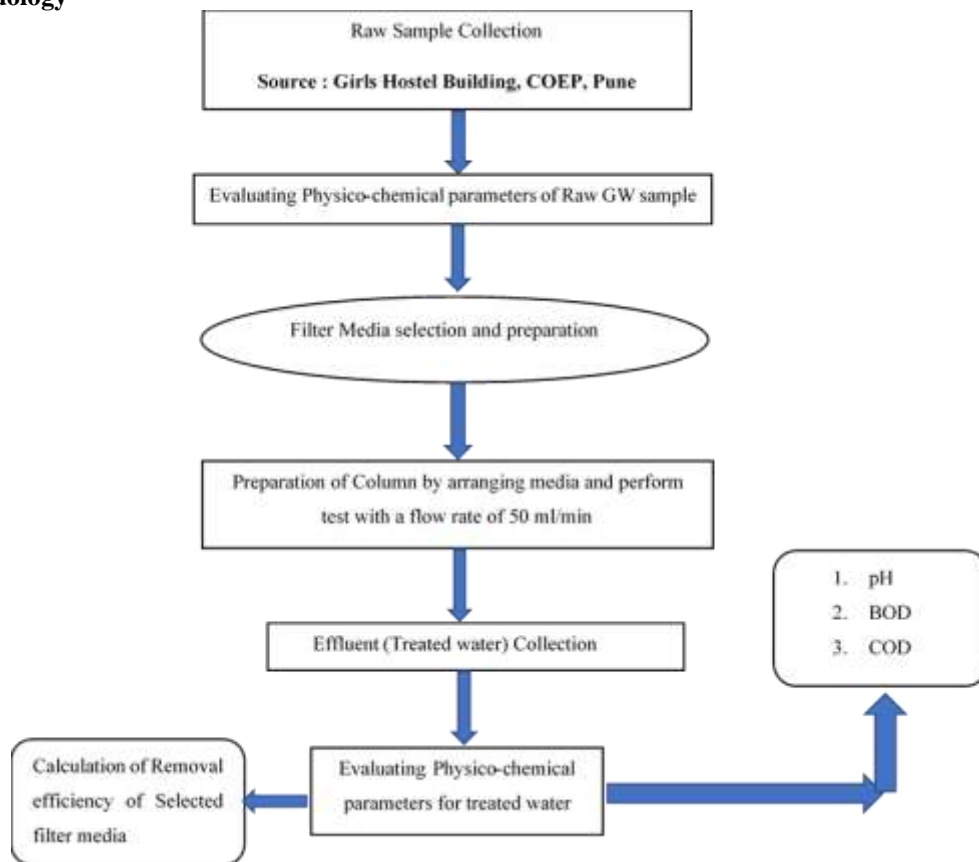 nology
Raw Sample Collection
Source : Girls Hostel Building, COEP, Pune
Evaluating Physico-chemical parameters of Raw GW sample
Filter Media selection and preparation
Preparation of Column by arranging media and perform
test with a flow rate of 50 ml/min
Effluent (Treated water) Collection
1. pH
2. BOD
3. COD
Evaluating Physico-chemical
parameters for treated water
Calculation of Removal
efficiency of Selected
filter media